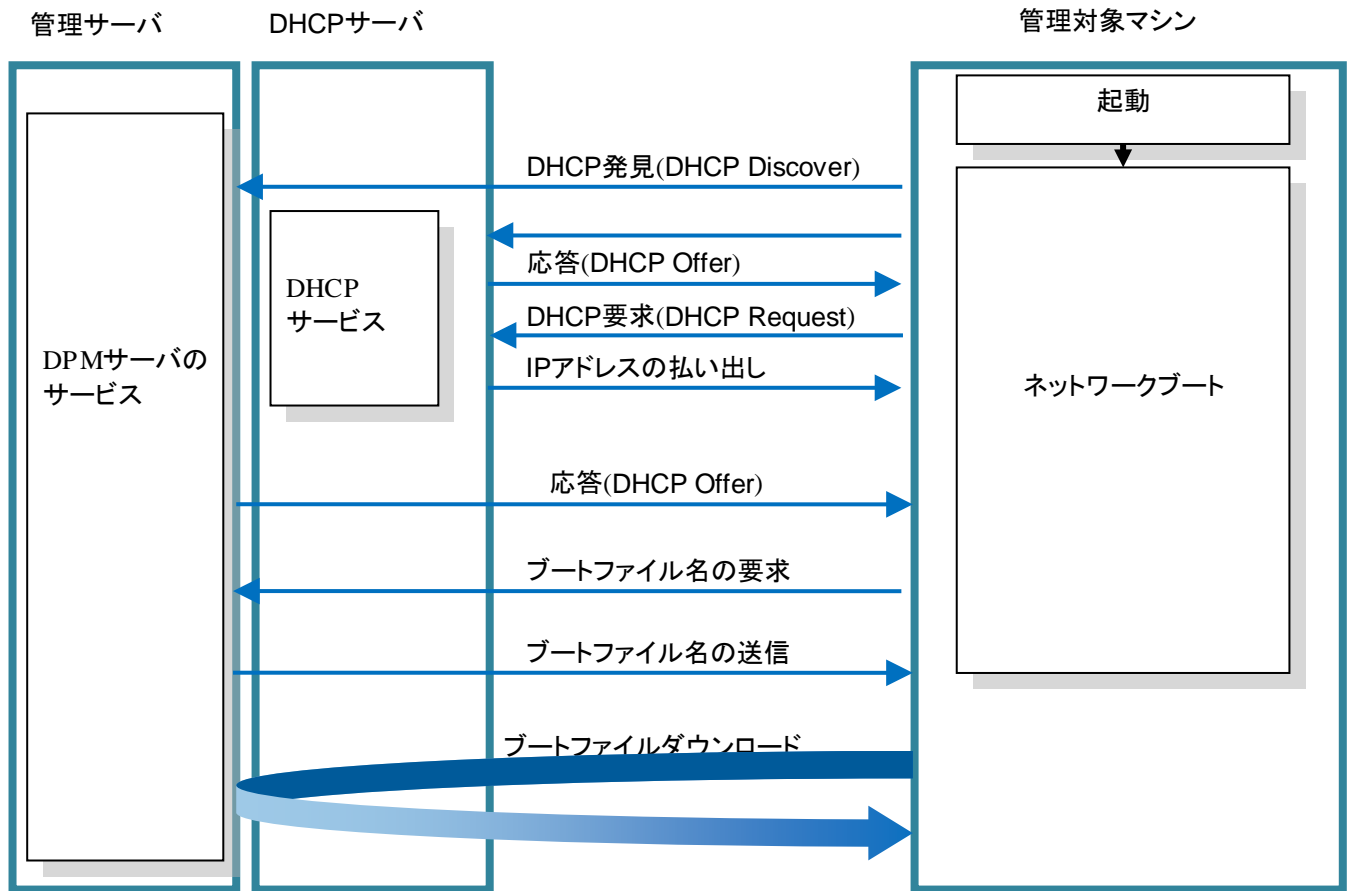 管理サーバ
DHCPサーバ
管理対象マシン
起動
DHCP発見(DHCP Discover)
応答(DHCP Offer)
DHCP
サービス
DHCP要求(DHCP Request)
DPMサーバの
サービス
IPアドレスの払い出し
ネットワークブート
応答(DHCP Offer)
ブートファイル名の要求
ブートファイル名の送信
ブートファイルダウンロード